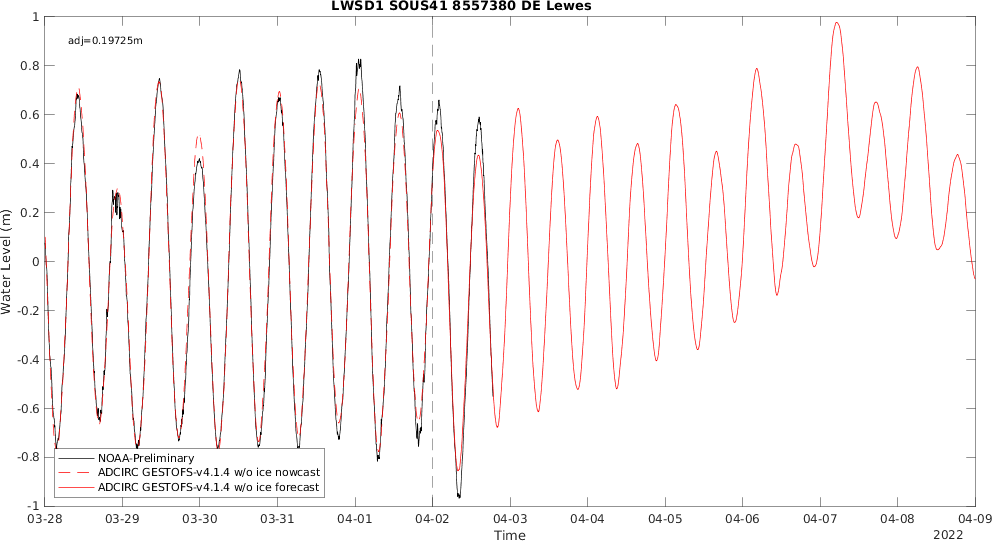 LWSD1 SOUS41 8557380 DE Lewes
adj=0.19725m
1
0.8
0.6
0.4
0.2
0
-0.2
-0.4
-0.6
-0.8
-1
Water Level (m)
NOAA-Preliminary
ADCIRC GESTOFS-v4.1.4 w/o ice nowcast
ADCIRC GESTOFS-v4.1.4 w/o ice forecast
03-28 03-29 03-30 03-31 04-01 04-02 04-03 04-04 04-05 04-06 04-07 04-08 04-09
Time
2022